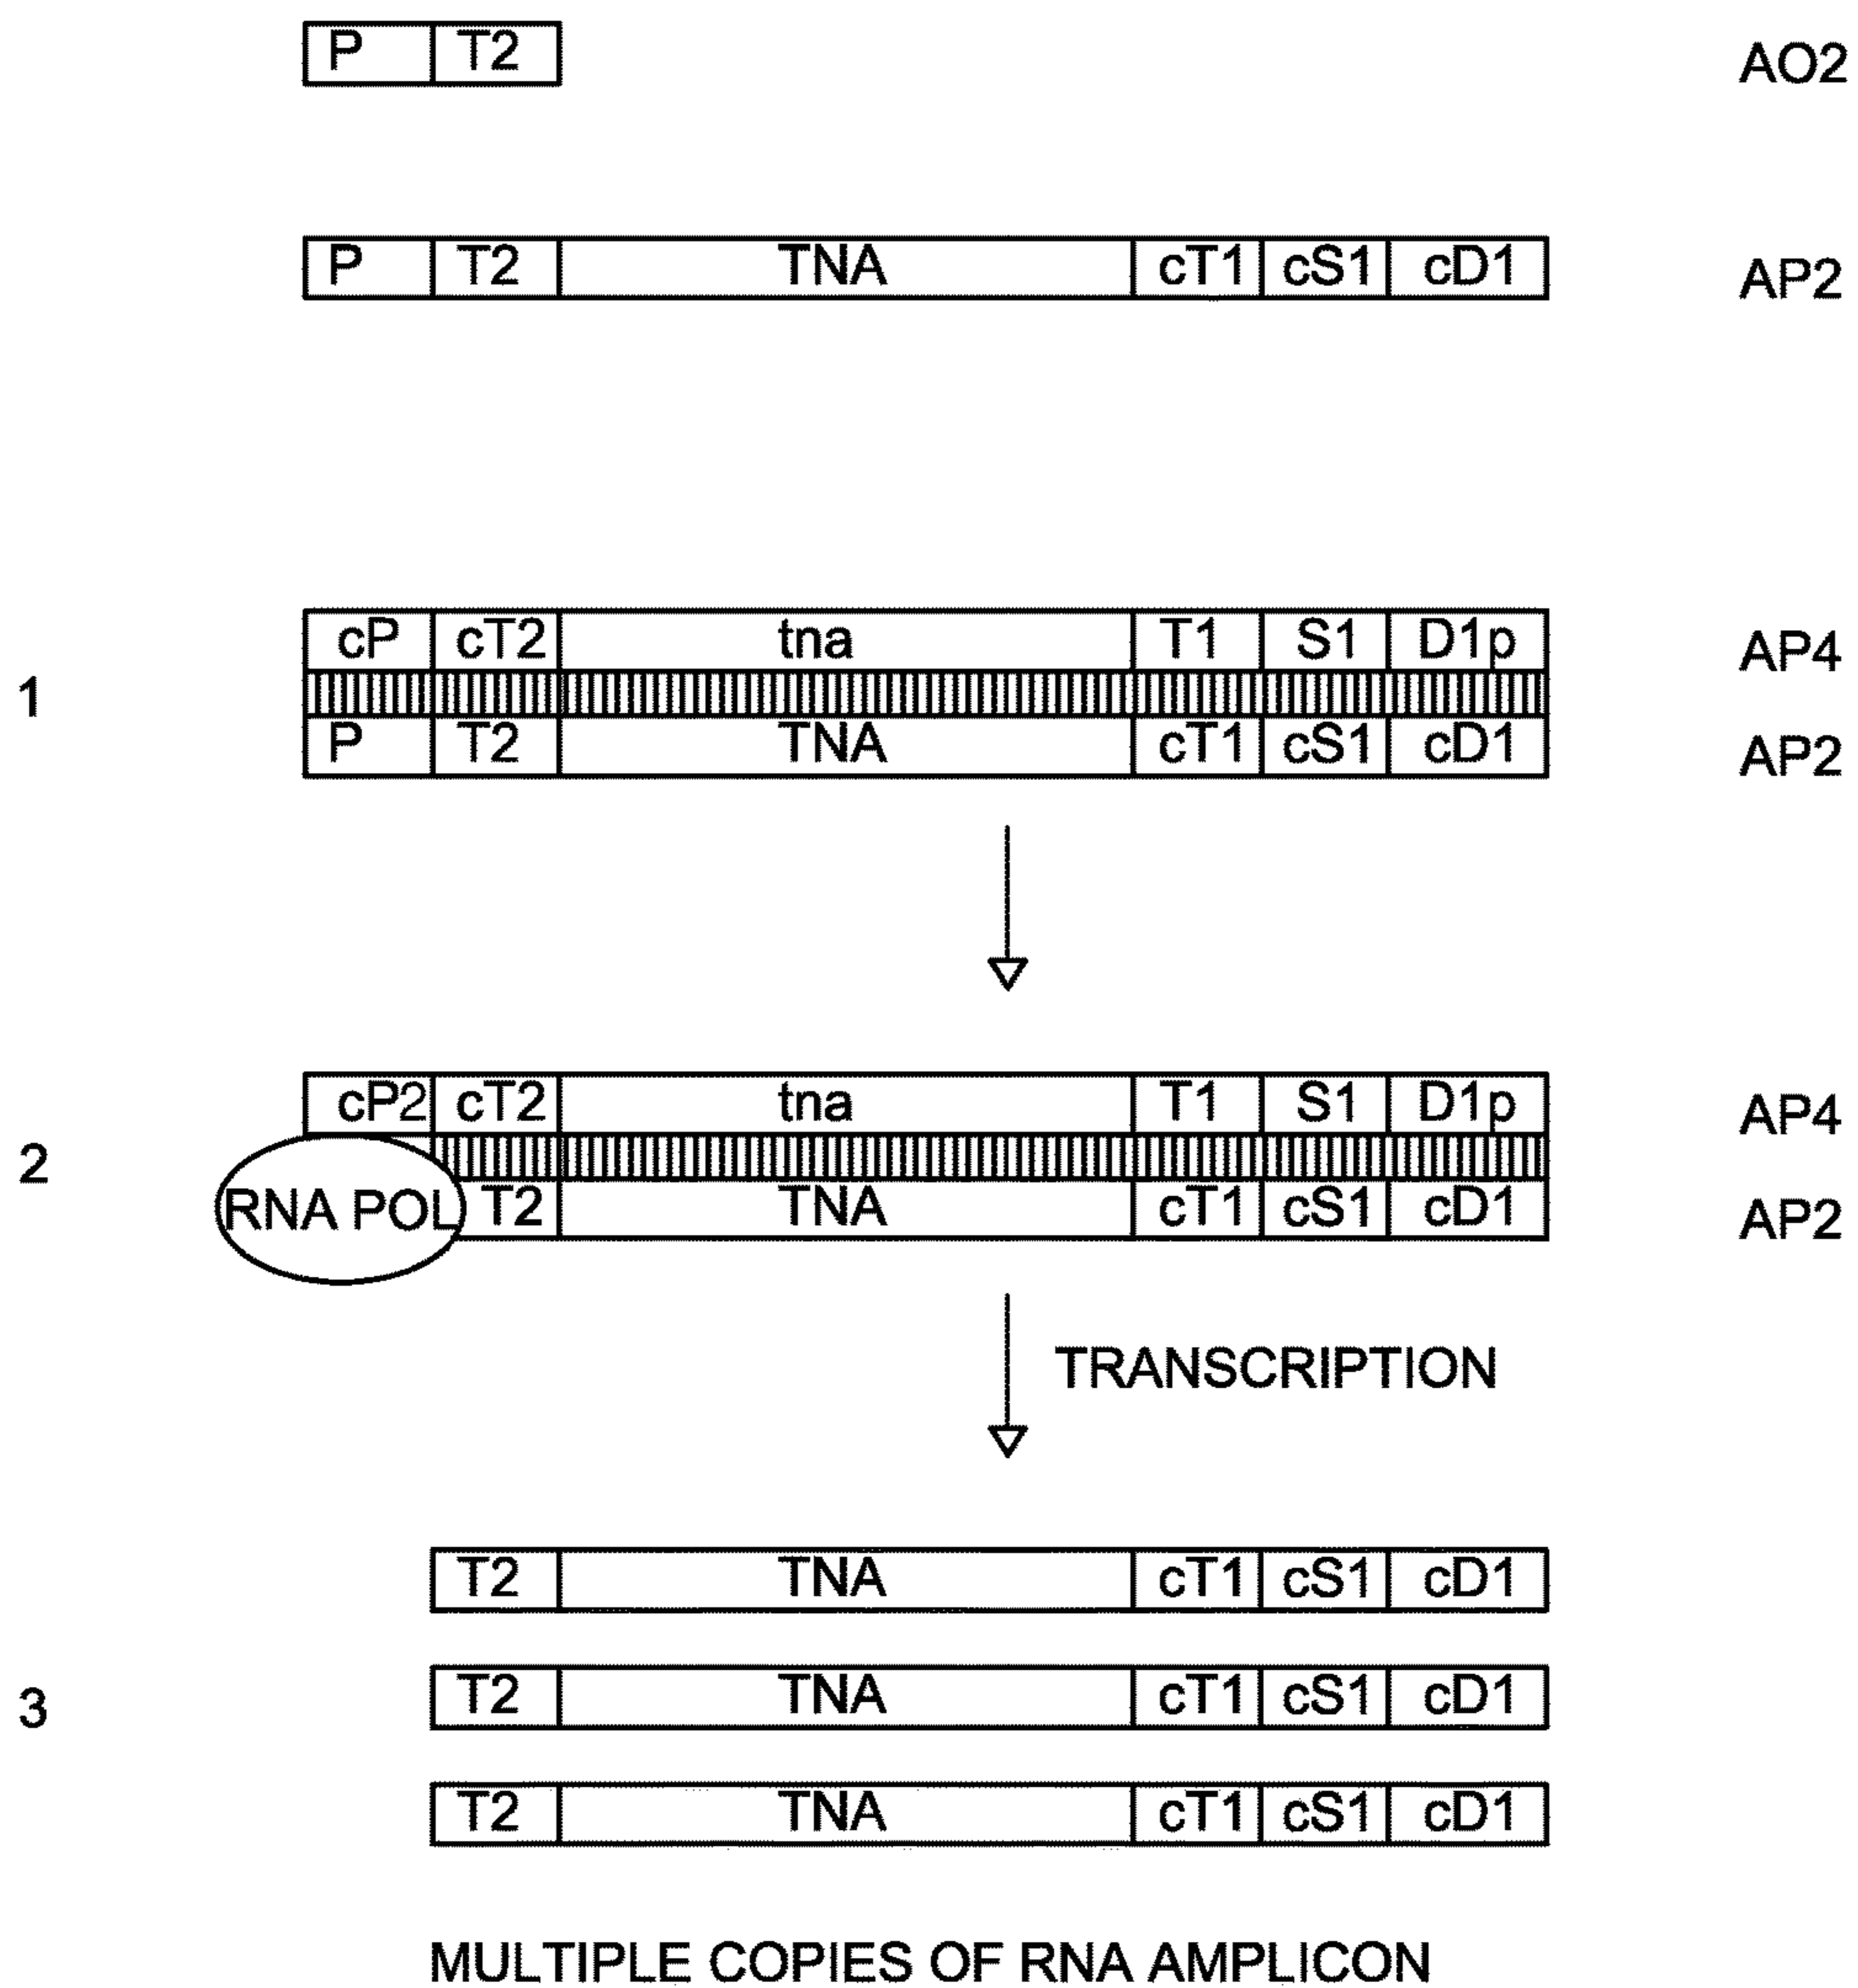 P T2 AO2
P T2 TNA cT1 cS1 cD1 AP2
cP cT2 tna T1 S1 D1p AP4
1
P T2 TNA cT1 cS1 cD1 AP2
cP2 cT2 tna T1 S1 D1p AP4
2
RNA POL T2 TNA cT1 cS1 cD1 AP2
TRANSCRIPTION
T2 TNA cT1 cS1 cD1
3 T2 TNA cT1 cS1 cD1
T2 TNA cT1 cS1 cD1
MULTIPLE COPIES OF RNA AMPLICON